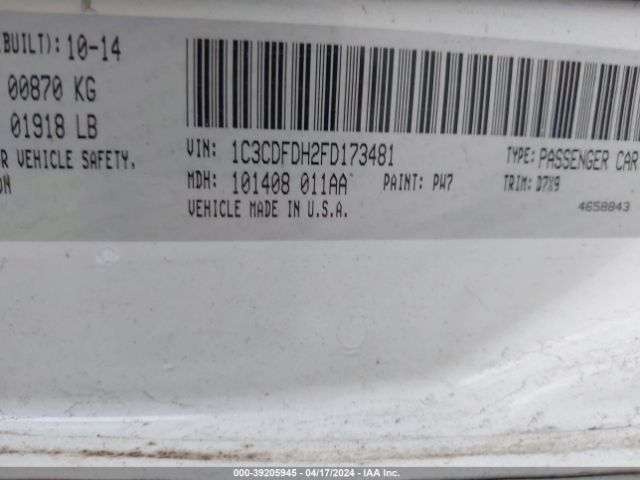 (BUILT): 10-14
00870 KG
01918 LB
R VEHICLE SAFETY,
ON
VIN: 1C3CDFDH2FD173481
TYPE: PASSENGER CAR
MDH: 101408 011AA
PAINT: PW7
TRIM: D7X9
VEHICLE MADE IN U.S.A.
4658843
000-39205945 - 04/17/2024 - IAA Inc.